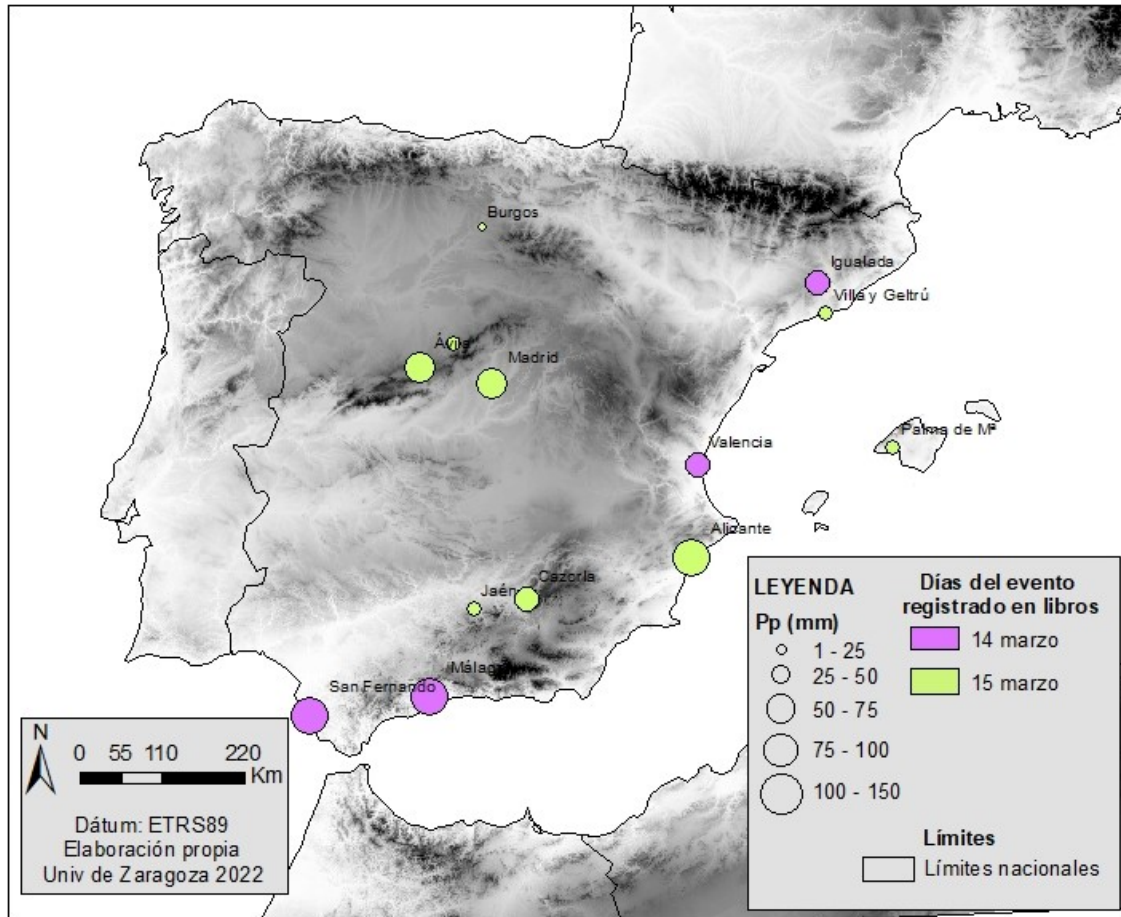 Burgos
Igualada
Villa y Geltrú
Ávila
Madrid
Palma de Mª
Valencia
Alicante
Cazorla
Jaén
Málaga
San Fernando
LEYENDA
Pp (mm)
1 - 25
25 - 50
50 - 75
75 - 100
100 - 150
Días del evento
registrado en libros
14 marzo
15 marzo
Límites
Límites nacionales
N
0 55 110 220
Km
Dátum: ETRS89
Elaboración propia
Univ de Zaragoza 2022